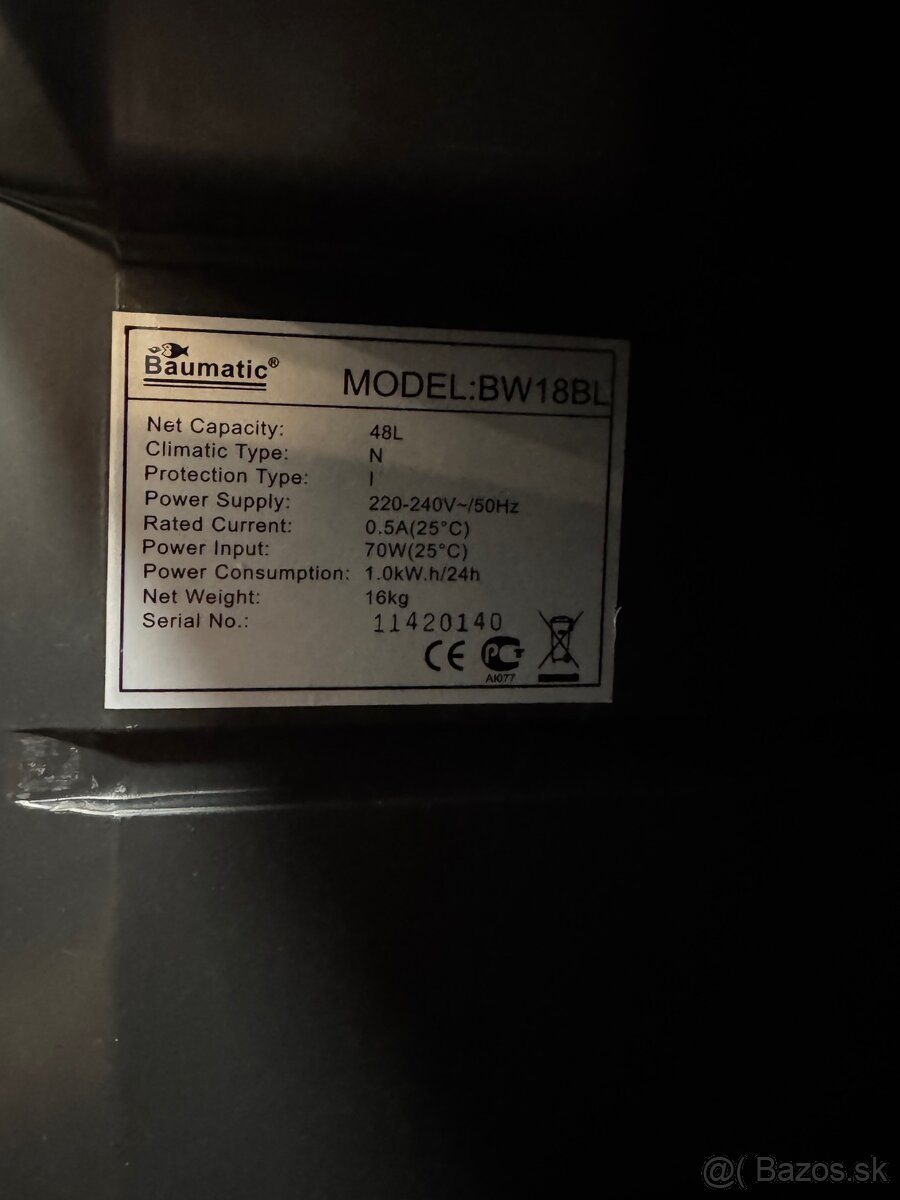 Baumatic®
MODEL:BW18BL
Net Capacity: 48L
Climatic Type: N
Protection Type: I
Power Supply: 220-240V~/50Hz
Rated Current: 0.5A(25°C)
Power Input: 70W(25°C)
Power Consumption: 1.0kW.h/24h
Net Weight: 16kg
Serial No.: 11420140
CE РСТ
АЮ77
@( Bazos.sk